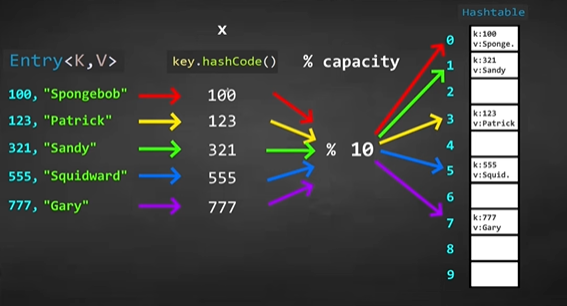 x
Hashtable
Entry<K,V>
key.hashCode()
% capacity
100, "Spongebob"
100
123, "Patrick"
123
321, "Sandy"
321
% 10
555, "Squidward"
555
777, "Gary"
777
0
k:100
v:Sponge.
1
k:321
v:Sandy
2
3
k:123
v:Patrick
4
5
k:555
v:Squid.
6
7
k:777
v:Gary
8
9